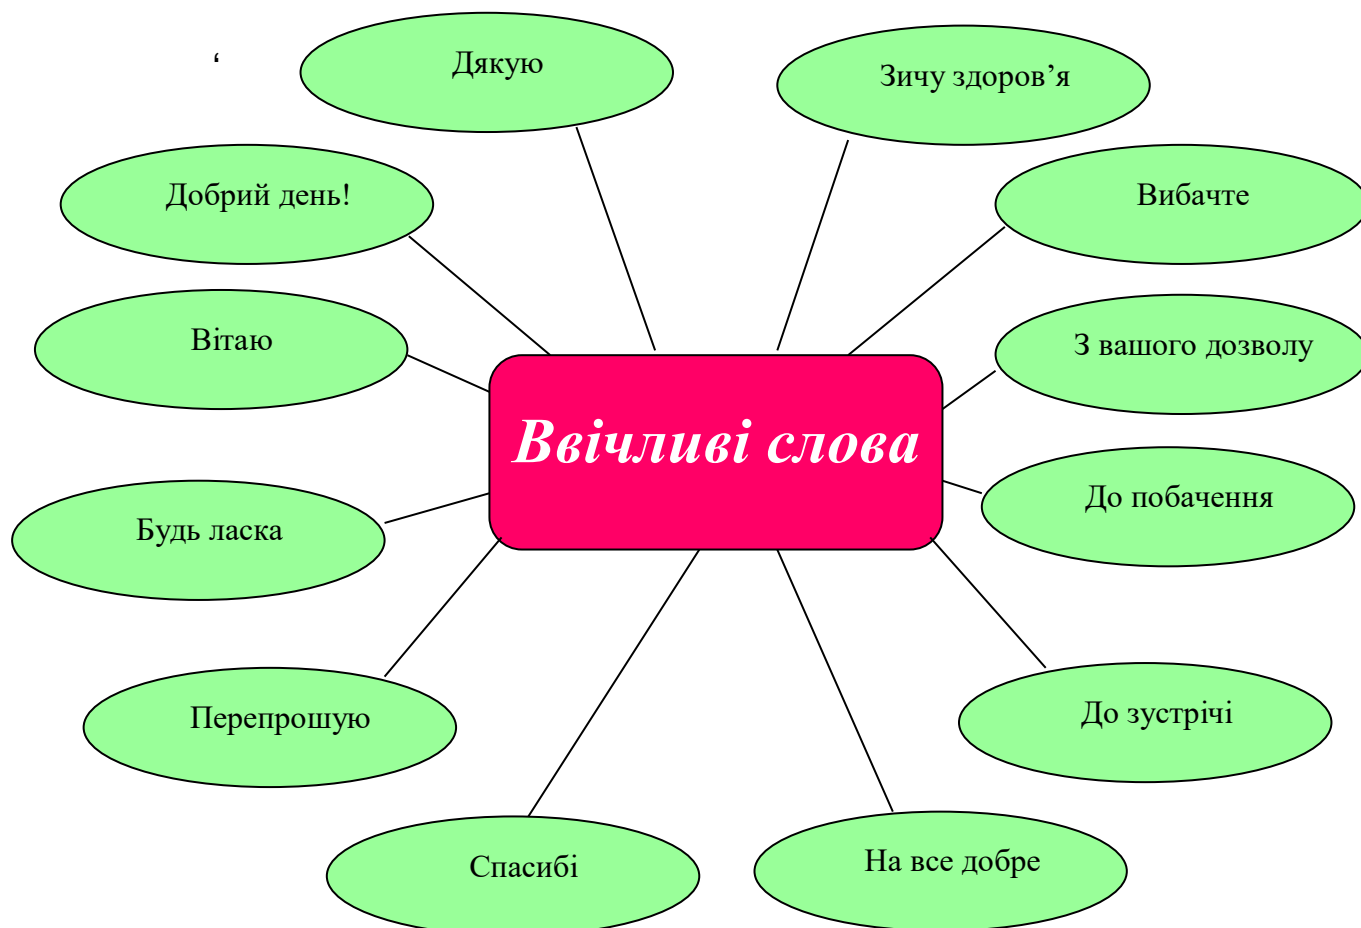 ‘
Дякую
Зичу здоров’я
Добрий день!
Вибачте
Вітаю
З вашого дозволу
Ввічливі слова
До побачення
Будь ласка
Перепрошую
До зустрічі
Спасибі
На все добре